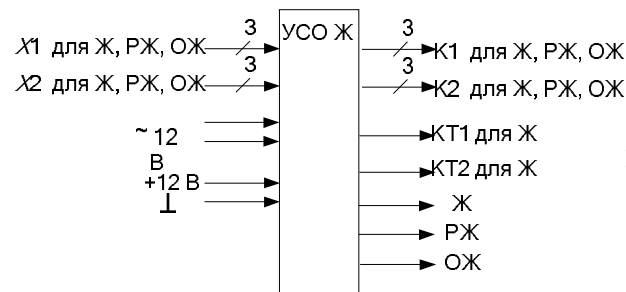 УСО Ж
3
X1 для Ж, РЖ, ОЖ
3
X2 для Ж, РЖ, ОЖ
~ 12
В
+12 В
⊥
3
К1 для Ж, РЖ, ОЖ
3
К2 для Ж, РЖ, ОЖ
КТ1 для Ж
КТ2 для Ж
Ж
РЖ
ОЖ